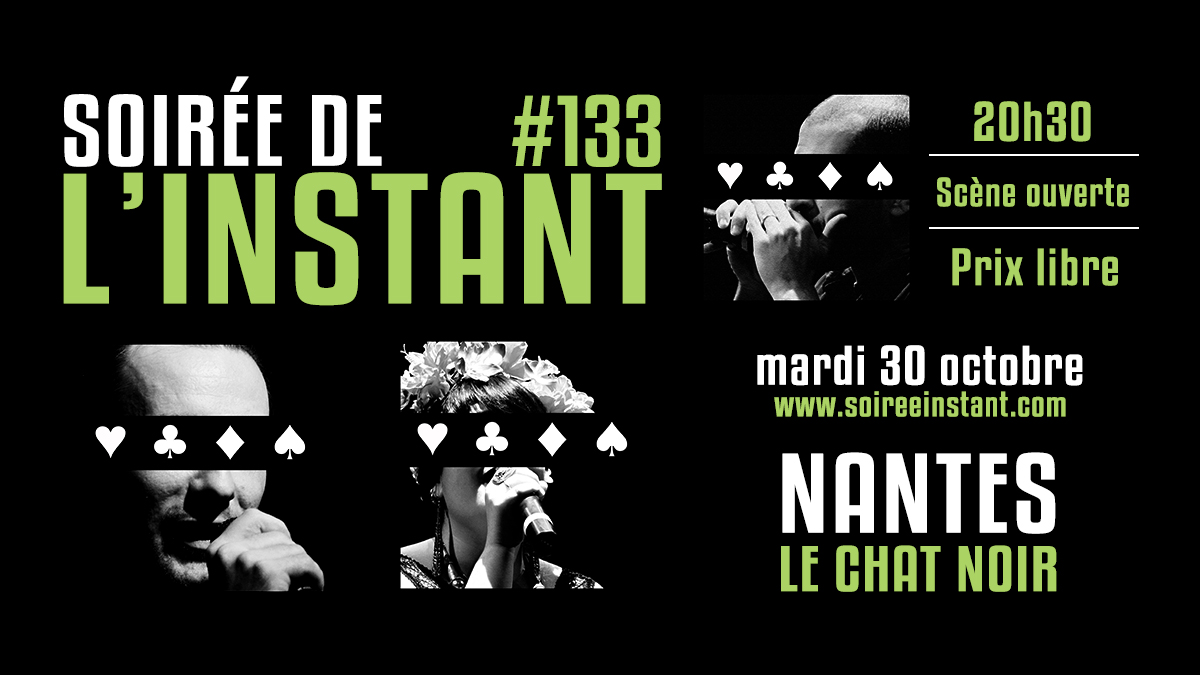 SOIRÉE DE #133
L'INSTANT
20h30
Scène ouverte
Prix libre
mardi 30 octobre
www.soireeinstant.com
NANTES
LE CHAT NOIR